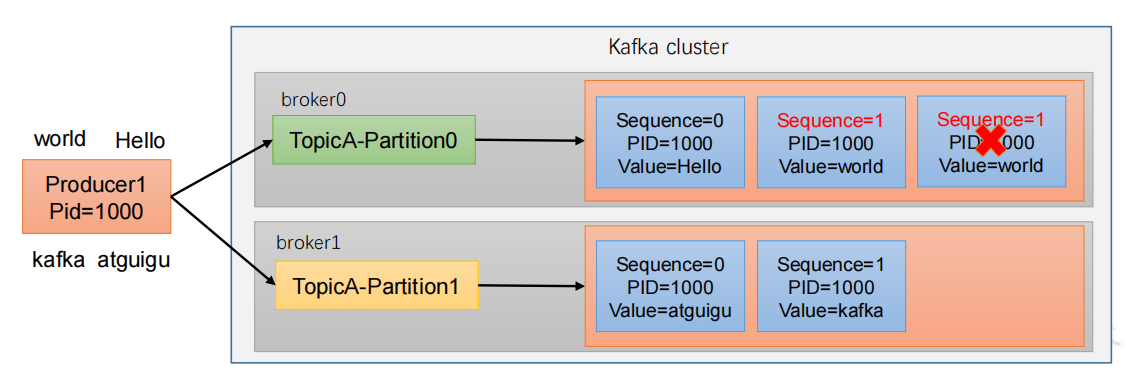 Kafka cluster
broker0
world Hello
Producer1
Pid=1000
kafka atguigu
TopicA-Partition0
Sequence=0
PID=1000
Value=Hello
Sequence=1
PID=1000
Value=world
Sequence=1
PID 000
Value=world
broker1
TopicA-Partition1
Sequence=0
PID=1000
Value=atguigu
Sequence=1
PID=1000
Value=kafka